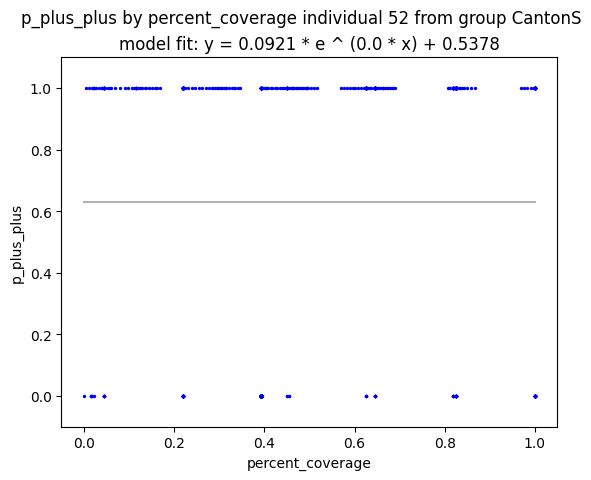 p_plus_plus by percent_coverage individual 52 from group CantonS
model fit: y = 0.0921 * e ^ (0.0 * x) + 0.5378
1.0
0.8
0.6
0.4
0.2
0.0
p_plus_plus
0.0 0.2 0.4 0.6 0.8 1.0
percent_coverage